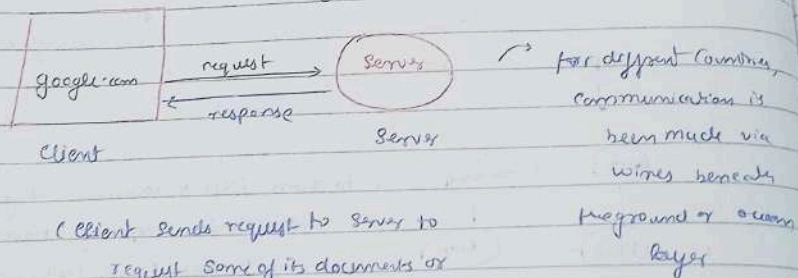 google.com
request
response
Server
Client
Server
for different Countries,
communication is
been made via
wires beneath
the ground or ocean
layer
(Client sends request to server to
request some of its documents or